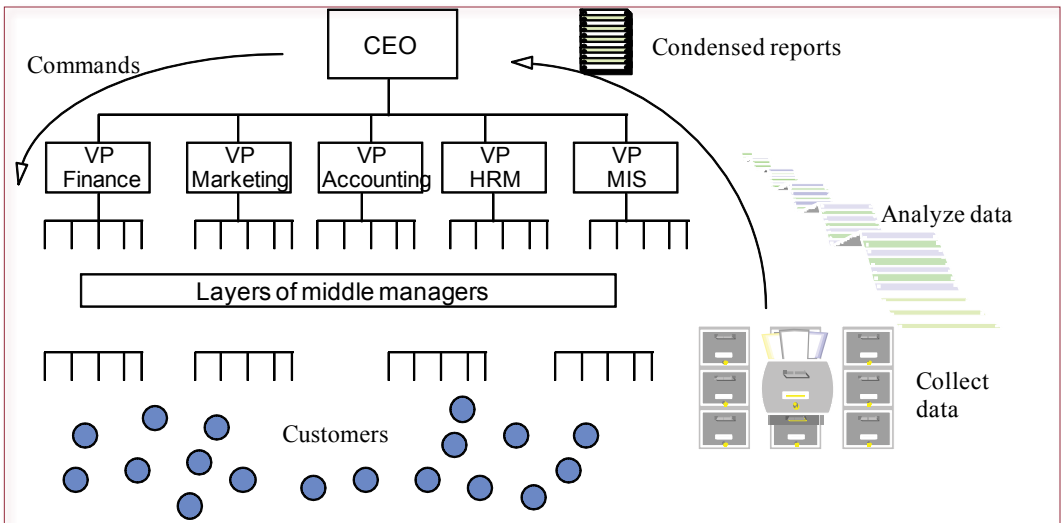 CEO
Condensed reports
Commands
VP
Finance
VP
Marketing
VP
Accounting
VP
HRM
VP
MIS
Analyze data
Layers of middle managers
Collect
data
Customers